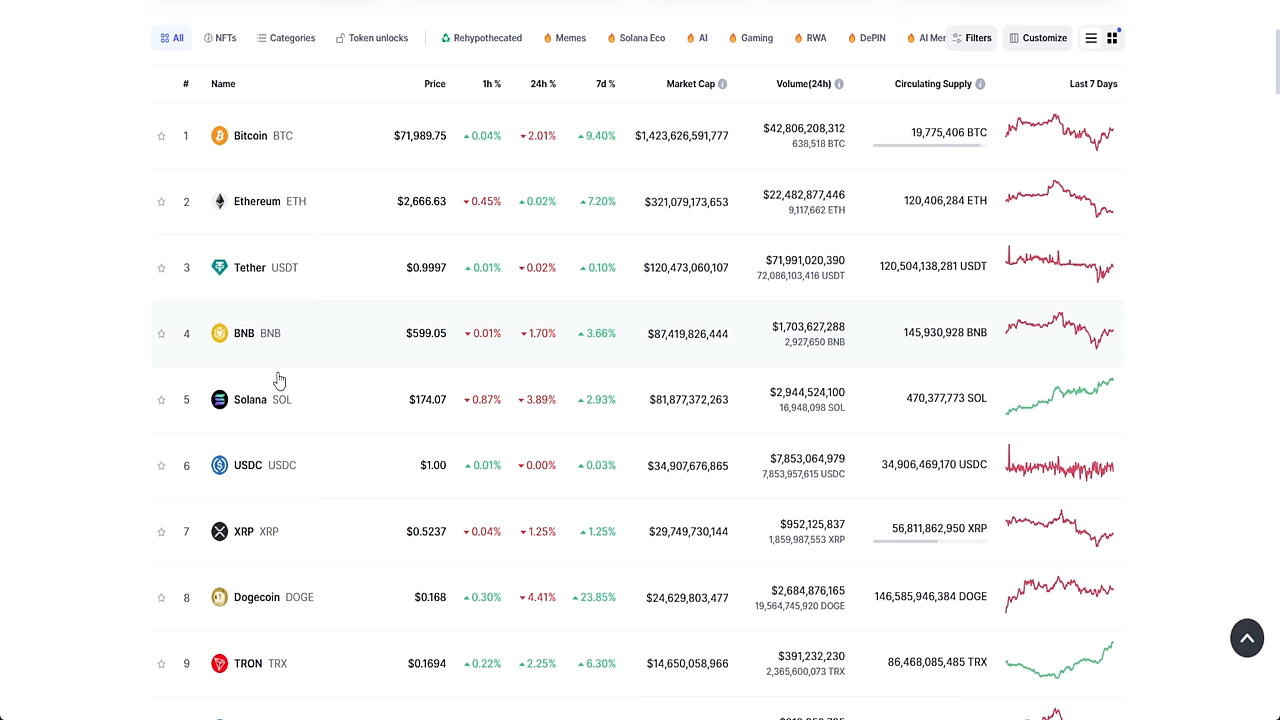 All NFTs Categories Token unlocks Rehypothecated Memes Solana Eco AI Gaming RWA DePIN AI Filters Customize
# Name Price 1h % 24h % 7d % Market Cap Volume(24h) Circulating Supply Last 7 Days
1 Bitcoin BTC $71,989.75 0.04% 2.01% 9.40% $1,423,626,591,777 $42,806,208,312 19,775,406 BTC
638,518 BTC
2 Ethereum ETH $2,666.63 0.45% 0.02% 7.20% $321,079,173,653 $22,482,877,446 120,406,284 ETH
9,117,662 ETH
3 Tether USDT $0.9997 0.01% 0.02% 0.10% $120,473,060,107 $71,991,020,390 120,504,138,281 USDT
72,086,103,416 USDT
4 BNB BNB $599.05 0.01% 1.70% 3.66% $87,419,826,444 $1,703,627,288 145,930,928 BNB
2,927,650 BNB
5 Solana SOL $174.07 0.87% 3.89% 2.93% $81,877,372,263 $2,944,524,100 470,377,773 SOL
16,948,098 SOL
6 USDC USDC $1.00 0.01% 0.00% 0.03% $34,907,676,865 $7,853,064,979 34,906,469,170 USDC
7,853,957,615 USDC
7 XRP XRP $0.5237 0.04% 1.25% 1.25% $29,749,730,144 $952,125,837 56,811,862,950 XRP
1,859,987,553 XRP
8 Dogecoin DOGE $0.168 0.30% 4.41% 23.85% $24,629,803,477 $2,684,876,165 146,585,946,384 DOGE
19,564,745,920 DOGE
9 TRON TRX $0.1694 0.22% 2.25% 6.30% $14,650,058,966 $391,232,230 86,468,085,485 TRX
2,365,600,073 TRX